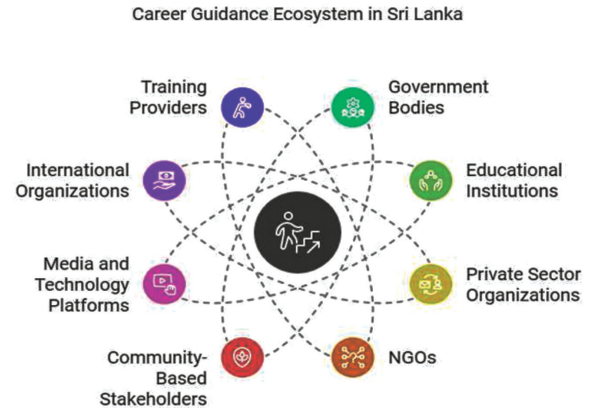 Career Guidance Ecosystem in Sri Lanka
Training
Providers
Government
Bodies
International
Organizations
Educational
Institutions
Media and
Technology
Platforms
Private Sector
Organizations
Community-
Based
Stakeholders
NGOs